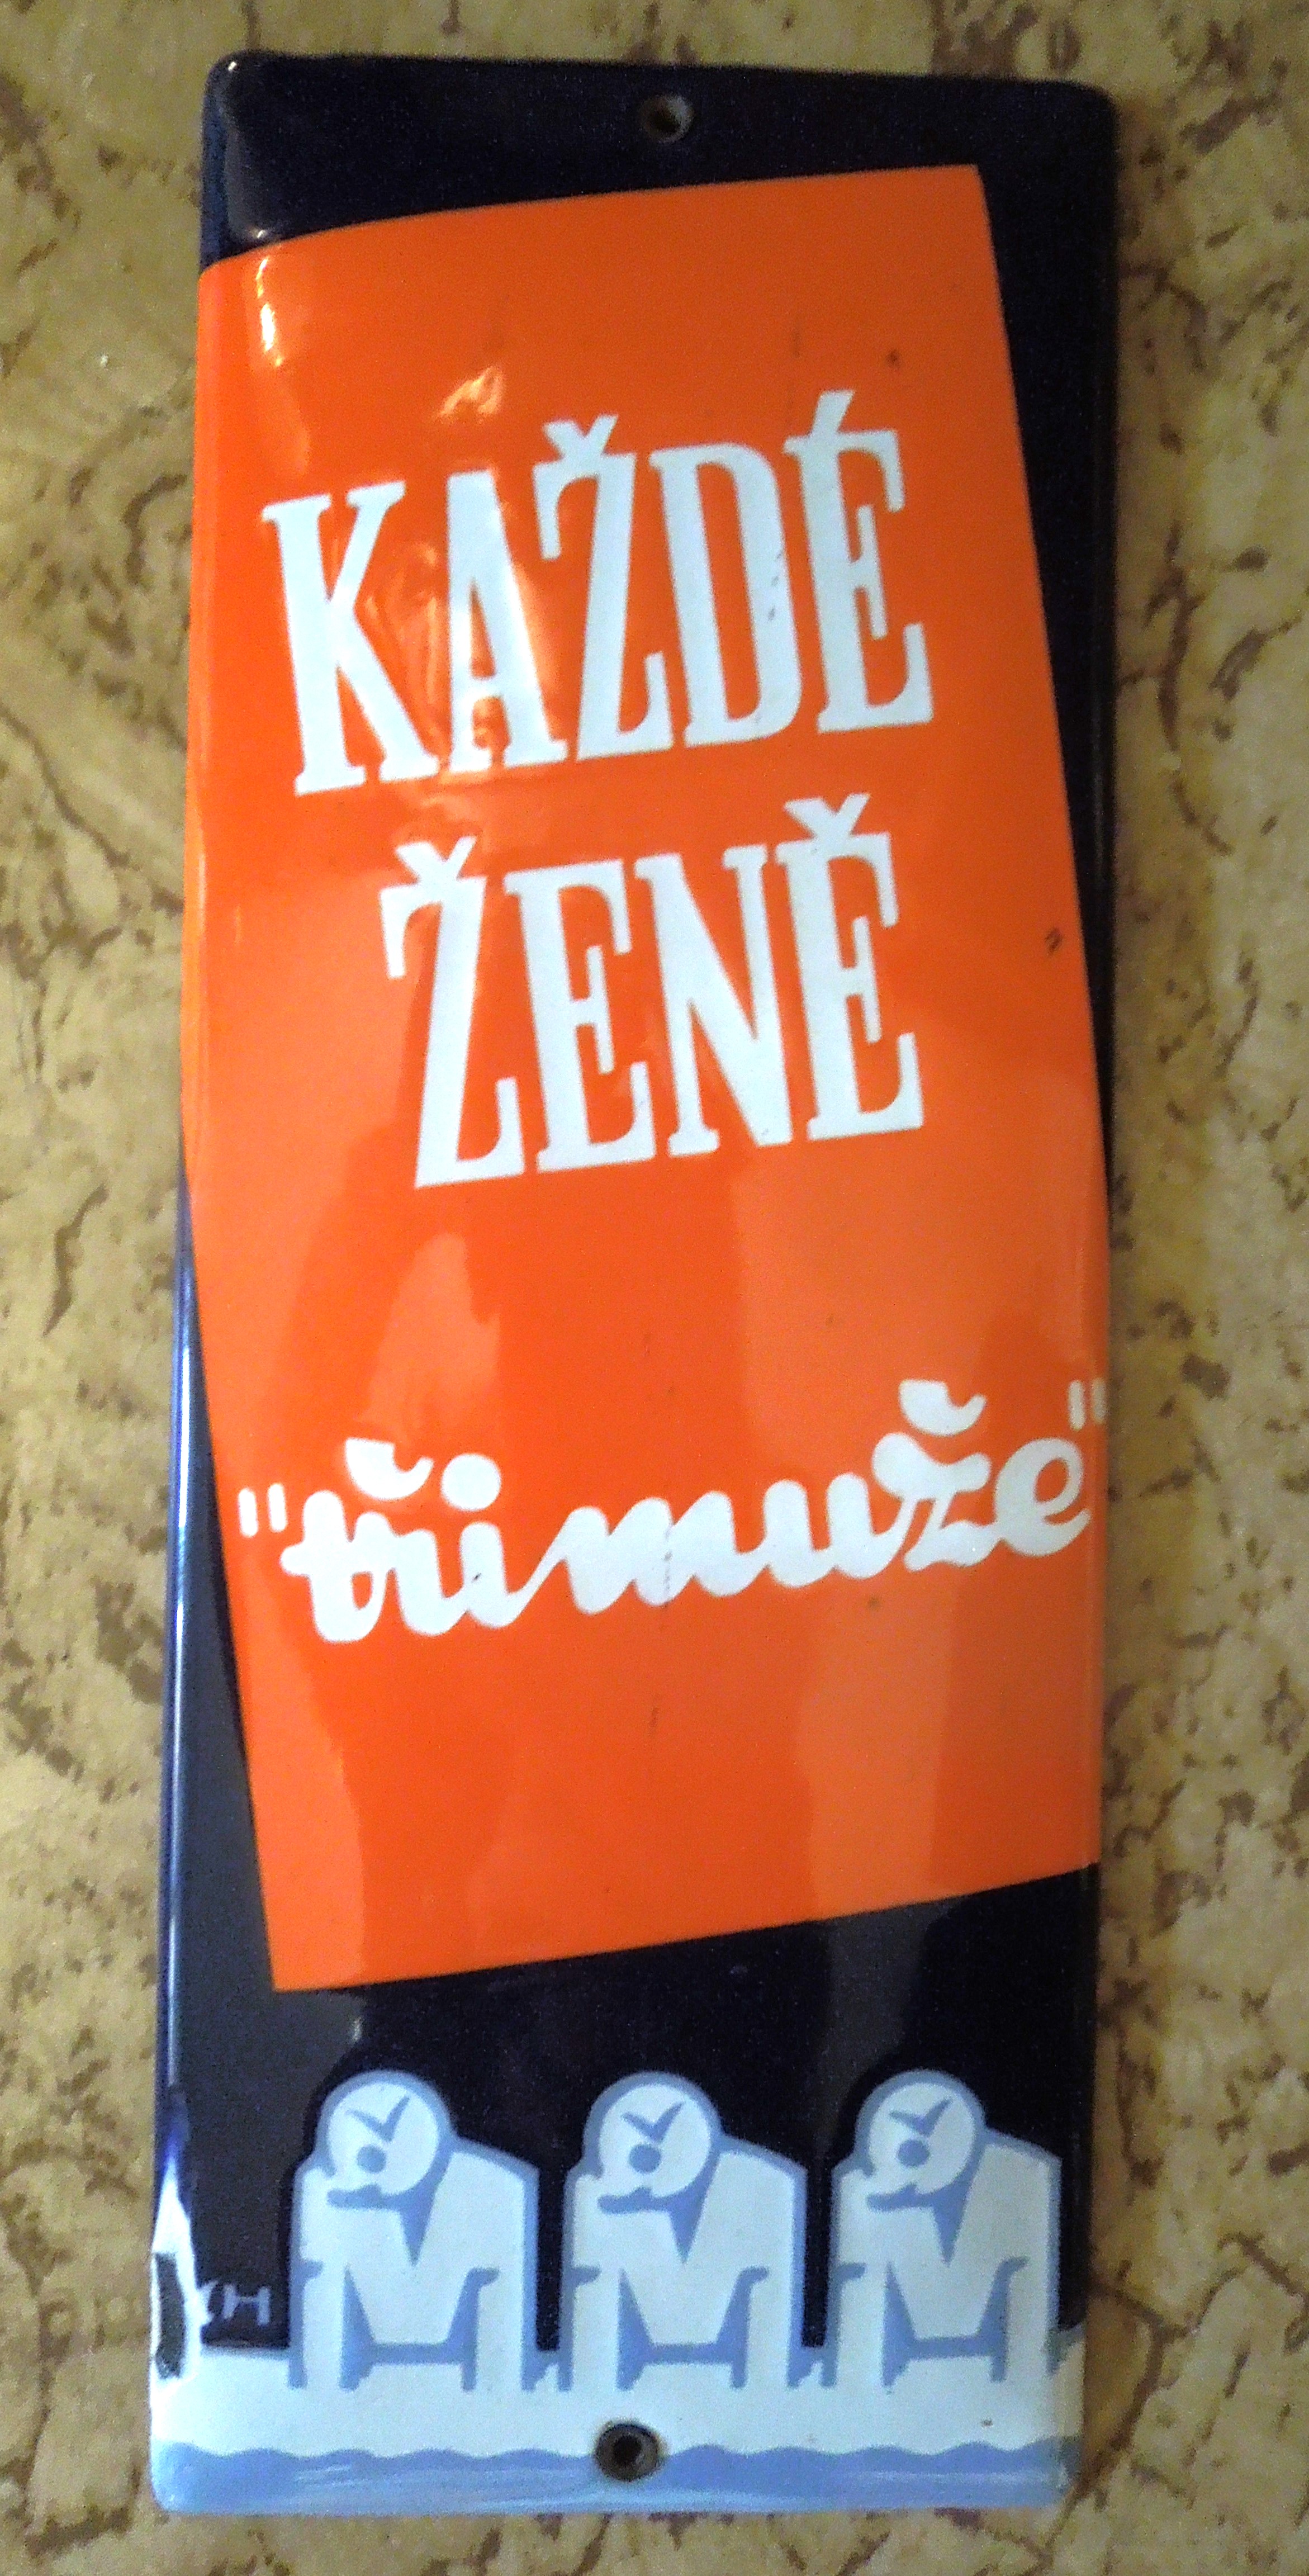 KAŽDÉ
ŽENĚ
"třimuže"
M M M